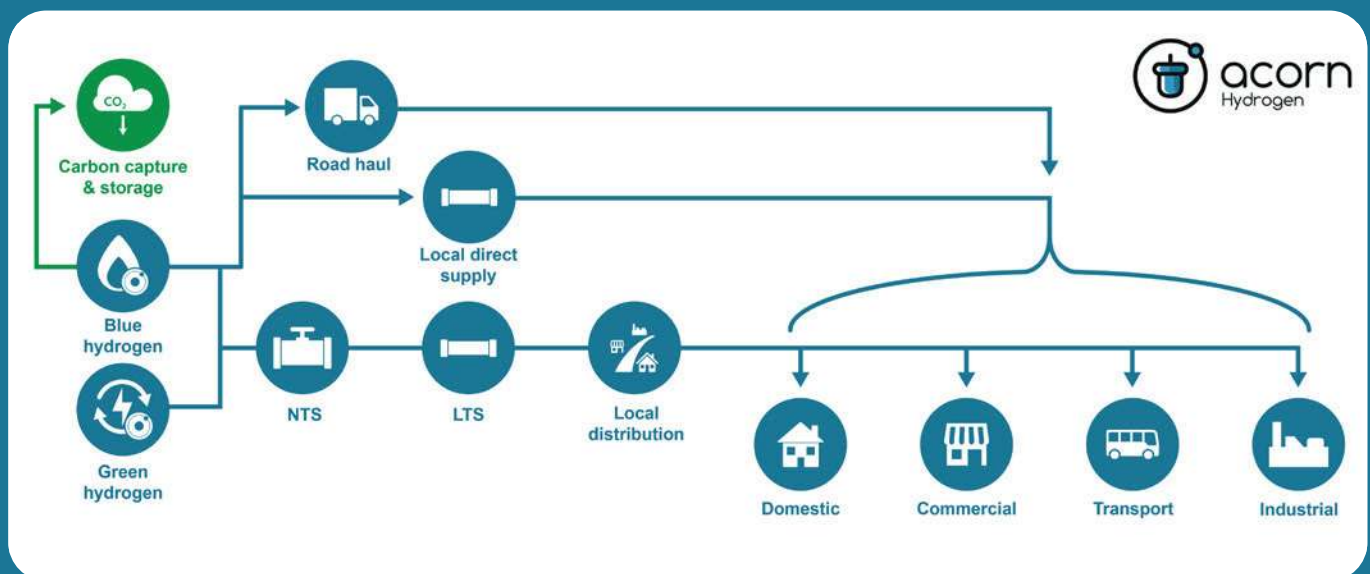 acorn
Hydrogen
CO₂
Carbon capture
& storage
Road haul
Local direct
supply
Blue
hydrogen
NTS
LTS
Local
distribution
Green
hydrogen
Domestic
Commercial
Transport
Industrial